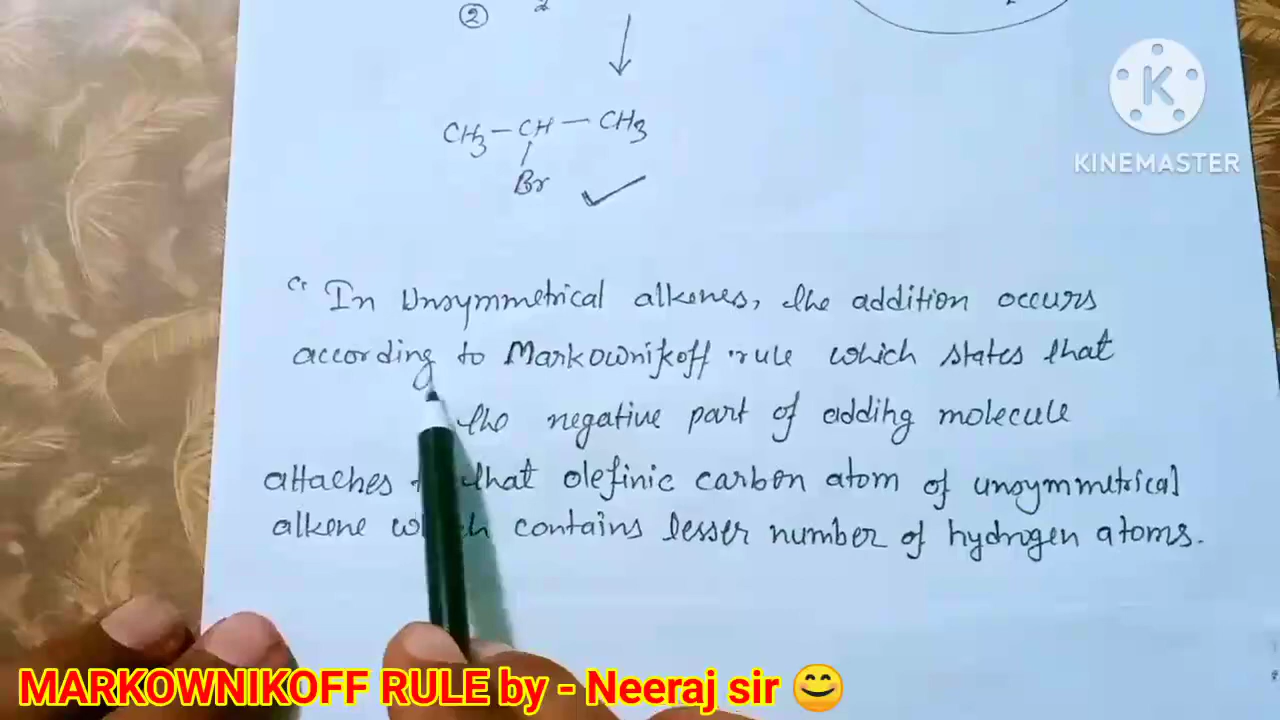 ②
2
CH3 – CH – CH3
Br
KINEMASTER
In Unsymmetrical alkenes, the addition occurs
according to Markownikoff rule which states that
the negative part of adding molecule
attaches that olefinic carbon atom of unsymmetrical
alkene which contains lesser number of hydrogen atoms.
MARKOWNIKOFF RULE by - Neeraj sir 😊